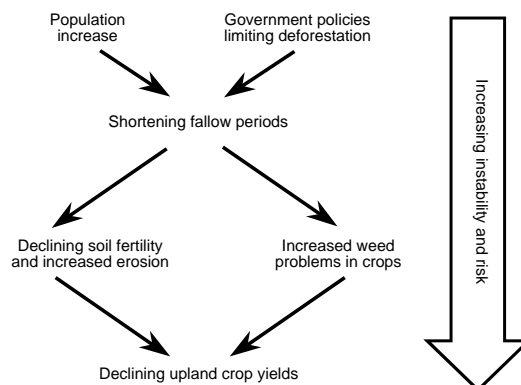 Population
increase
Government policies
limiting deforestation
Shortening fallow periods
Declining soil fertility
and increased erosion
Increased weed
problems in crops
Declining upland crop yields
Increasing instability and risk